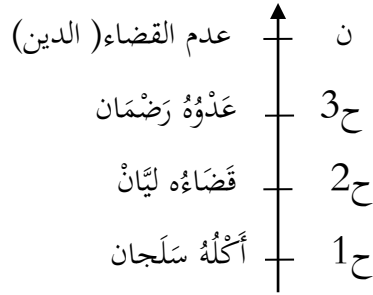 ن عدم القضاء( الدين)
ح3 عَدْوُهُ رَضْمَان
ح2 قَضَاءُه ليَّانْ
ح1 أَكْلُهُ سَلَجان